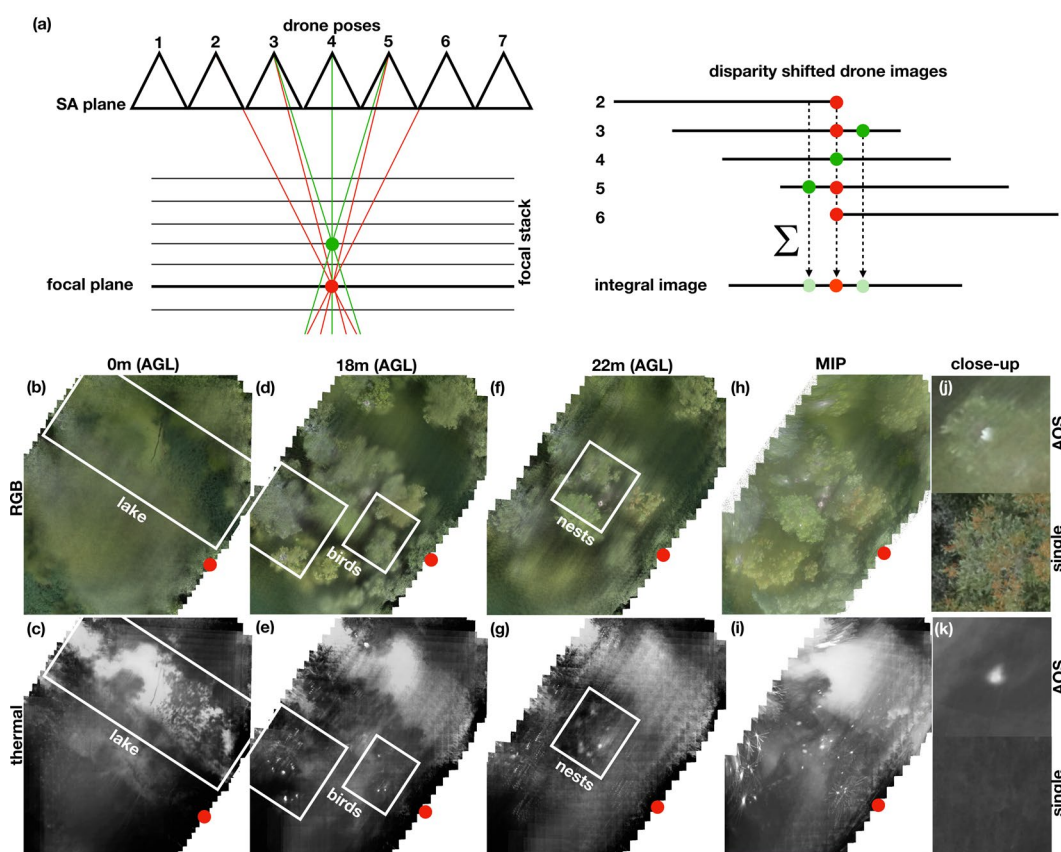 (a)
drone poses
1 2 3 4 5 6 7
SA plane
focal plane
focal stack
disparity shifted drone images
2
3
4
5
6
Σ
integral image
0m (AGL) 18m (AGL) 22m (AGL) MIP close-up
RGB
(b) (d) (f) (h) (j)
lake
birds
nests
AOS
single
thermal
(c) (e) (g) (i) (k)
lake
birds
nests
AOS
single